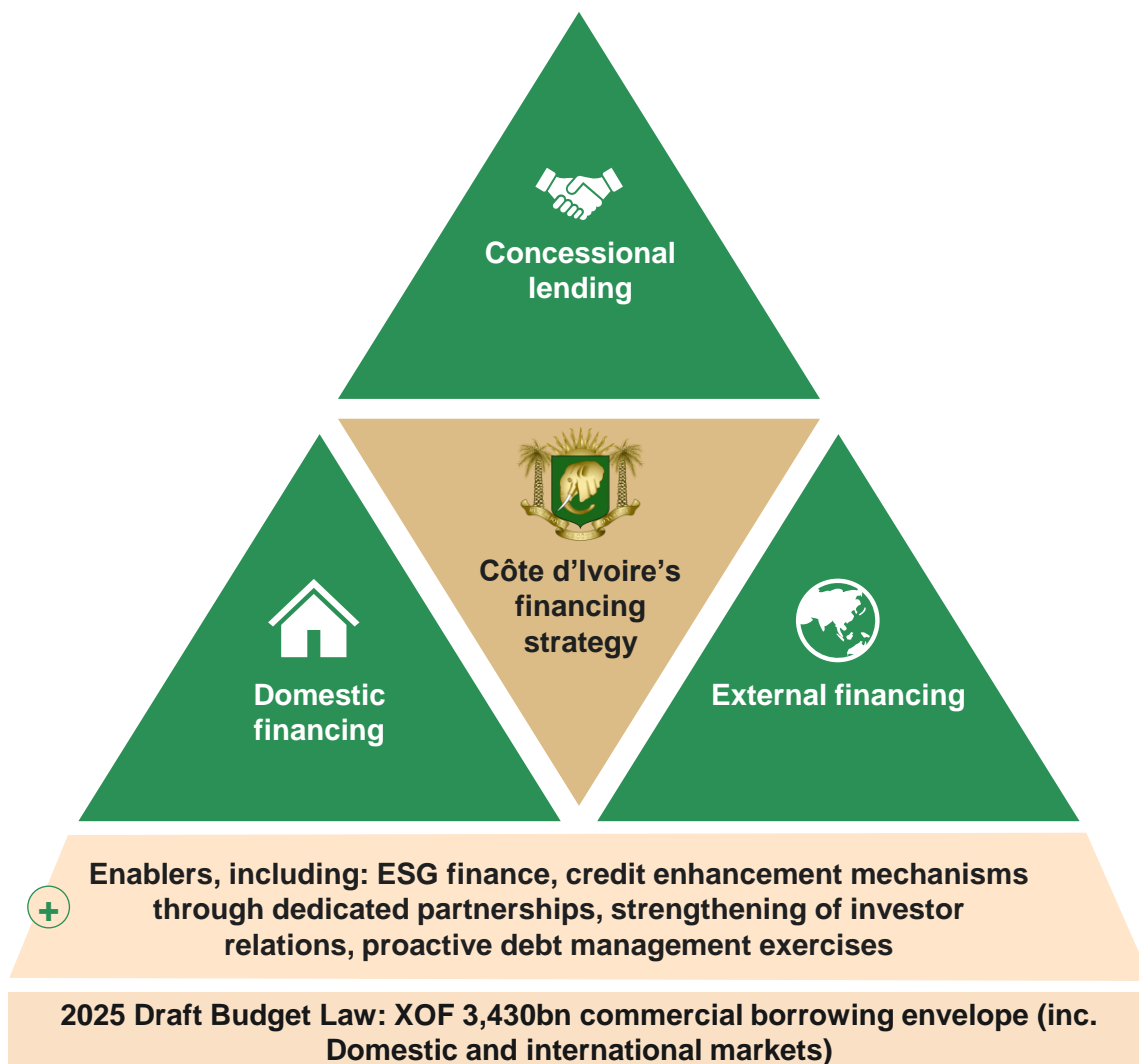 Concessional
lending
Côte d’Ivoire’s
financing
strategy
Domestic
financing
External financing
+
Enablers, including: ESG finance, credit enhancement mechanisms
through dedicated partnerships, strengthening of investor
relations, proactive debt management exercises
2025 Draft Budget Law: XOF 3,430bn commercial borrowing envelope (inc.
Domestic and international markets)